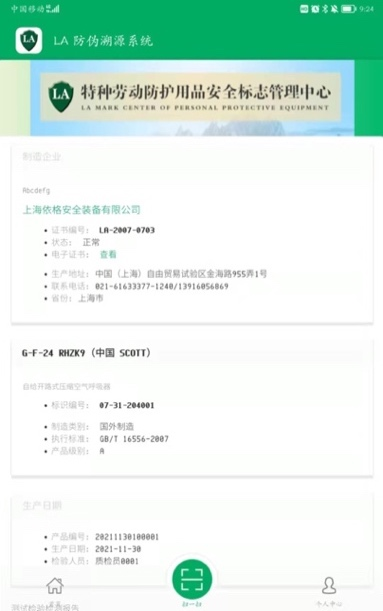 中国移动
9:24
LA 防伪溯源系统
LA 特种劳动防护用品安全标志管理中心
LA MARK CENTER OF PERSONAL PROTECTIVE EQUIPMENT
制造企业
Abcdefg
上海依格安全装备有限公司
• 证书编号: LA-2007-0703
• 状态: 正常
• 电子证书: 查看
• 生产地址: 中国（上海）自由贸易试验区金海路955弄1号
• 联系电话: 021-61633377-1240/13916056869
• 省份: 上海市
G-F-24 RHZK9（中国 SCOTT）
自给开路式压缩空气呼吸器
• 标识编号: 07-31-204001
• 制造类别: 国外制造
• 执行标准: GB/T 16556-2007
• 产品级别: A
生产日期
• 产品编号: 20211130100001
• 生产日期: 2021-11-30
• 检验人员: 质检员0001
扫一扫
个人中心